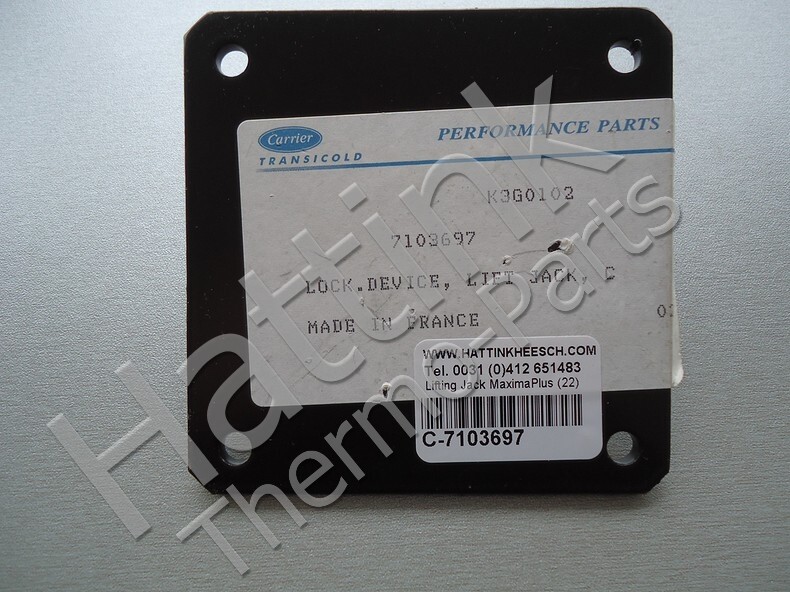 Carrier
TRANSICOLD
PERFORMANCE PARTS
K3G0102
7103697
LOCK.DEVICE, LIFT JACK, C
MADE IN FRANCE
02
WWW.HATTINKHEESCH.COM
Tel. 0031 (0)412 651483
Lifting Jack MaximaPlus (22)
C-7103697
Hattink
Thermo-parts